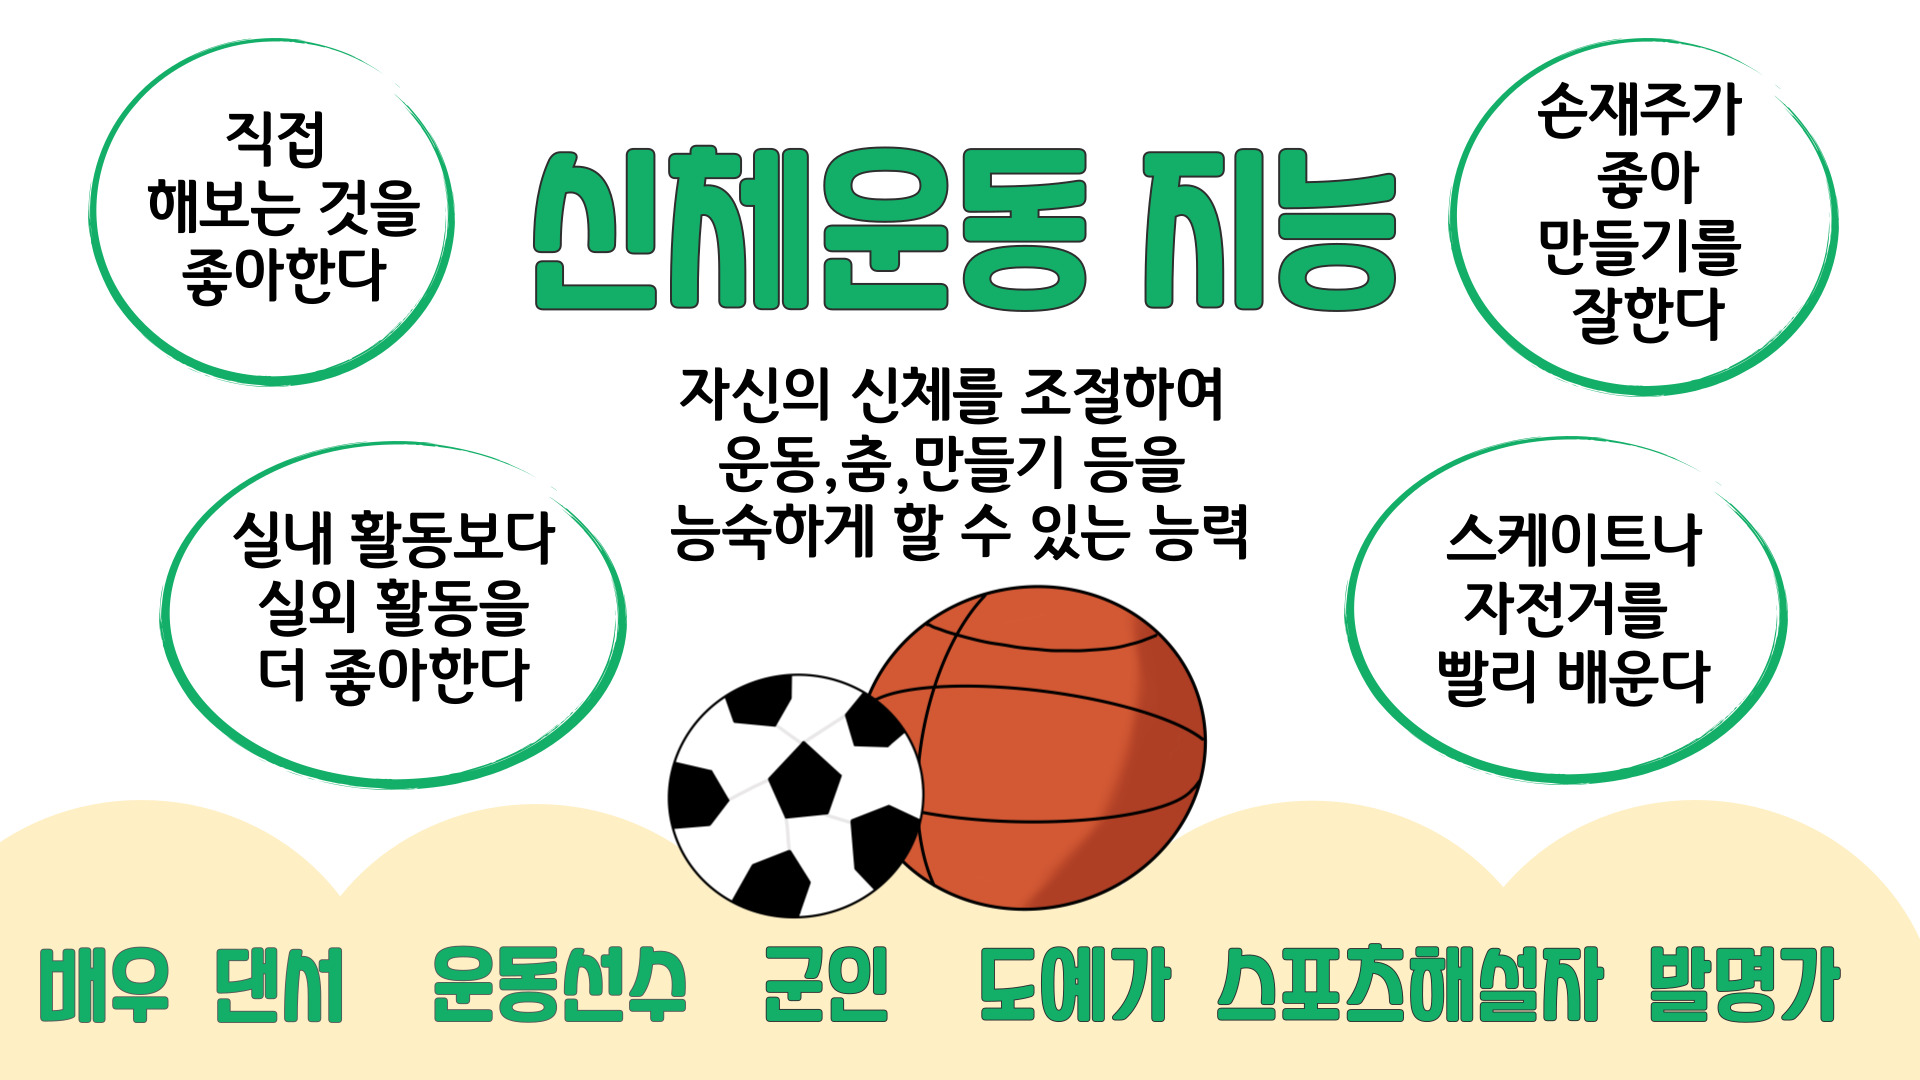 신체운동 지능
자신의 신체를 조절하여
운동,춤,만들기 등을
능숙하게 할 수 있는 능력
직접
해보는 것을
좋아한다
손재주가
좋아
만들기를
잘한다
실내 활동보다
실외 활동을
더 좋아한다
스케이트나
자전거를
빨리 배운다
배우 댄서 운동선수 군인 도예가 스포츠해설자 발명가